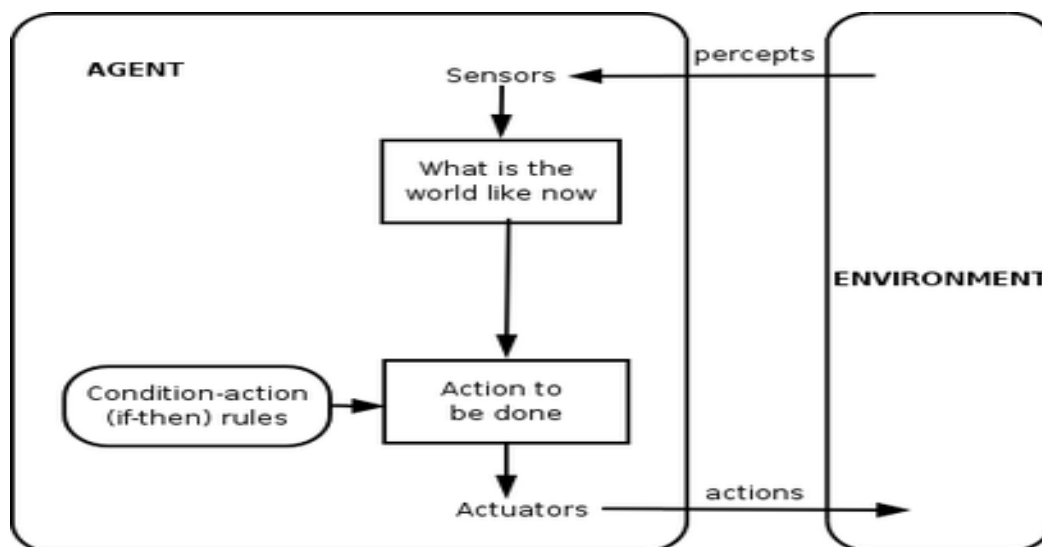 AGENT
Sensors
percepts
What is the
world like now
ENVIRONMENT
Condition-action
(if-then) rules
Action to
be done
Actuators
actions